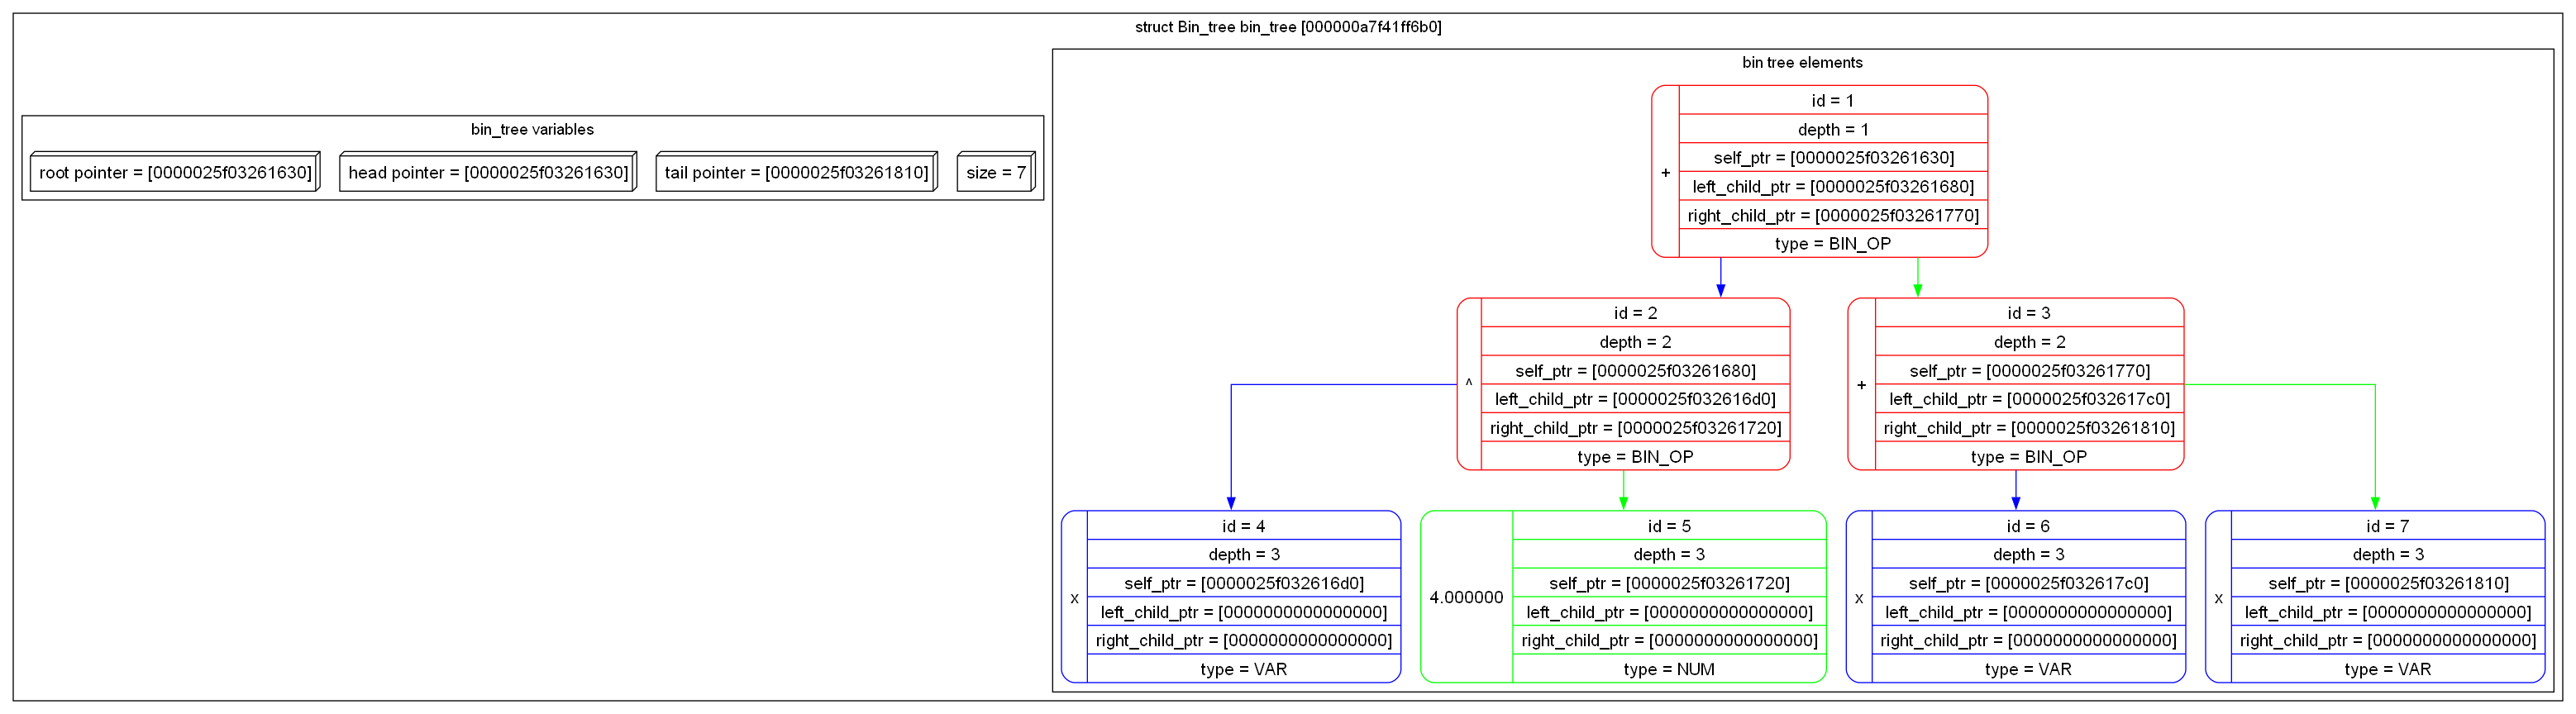 struct Bin_tree bin_tree [000000a7f41ff6b0]
bin_tree variables
root pointer = [0000025f03261630]
head pointer = [0000025f03261630]
tail pointer = [0000025f03261810]
size = 7
bin tree elements
+
id = 1
depth = 1
self_ptr = [0000025f03261630]
left_child_ptr = [0000025f03261680]
right_child_ptr = [0000025f03261770]
type = BIN_OP
^
id = 2
depth = 2
self_ptr = [0000025f03261680]
left_child_ptr = [0000025f032616d0]
right_child_ptr = [0000025f03261720]
type = BIN_OP
+
id = 3
depth = 2
self_ptr = [0000025f03261770]
left_child_ptr = [0000025f032617c0]
right_child_ptr = [0000025f03261810]
type = BIN_OP
x
id = 4
depth = 3
self_ptr = [0000025f032616d0]
left_child_ptr = [0000000000000000]
right_child_ptr = [0000000000000000]
type = VAR
4.000000
id = 5
depth = 3
self_ptr = [0000025f03261720]
left_child_ptr = [0000000000000000]
right_child_ptr = [0000000000000000]
type = NUM
x
id = 6
depth = 3
self_ptr = [0000025f032617c0]
left_child_ptr = [0000000000000000]
right_child_ptr = [0000000000000000]
type = VAR
x
id = 7
depth = 3
self_ptr = [0000025f03261810]
left_child_ptr = [0000000000000000]
right_child_ptr = [0000000000000000]
type = VAR